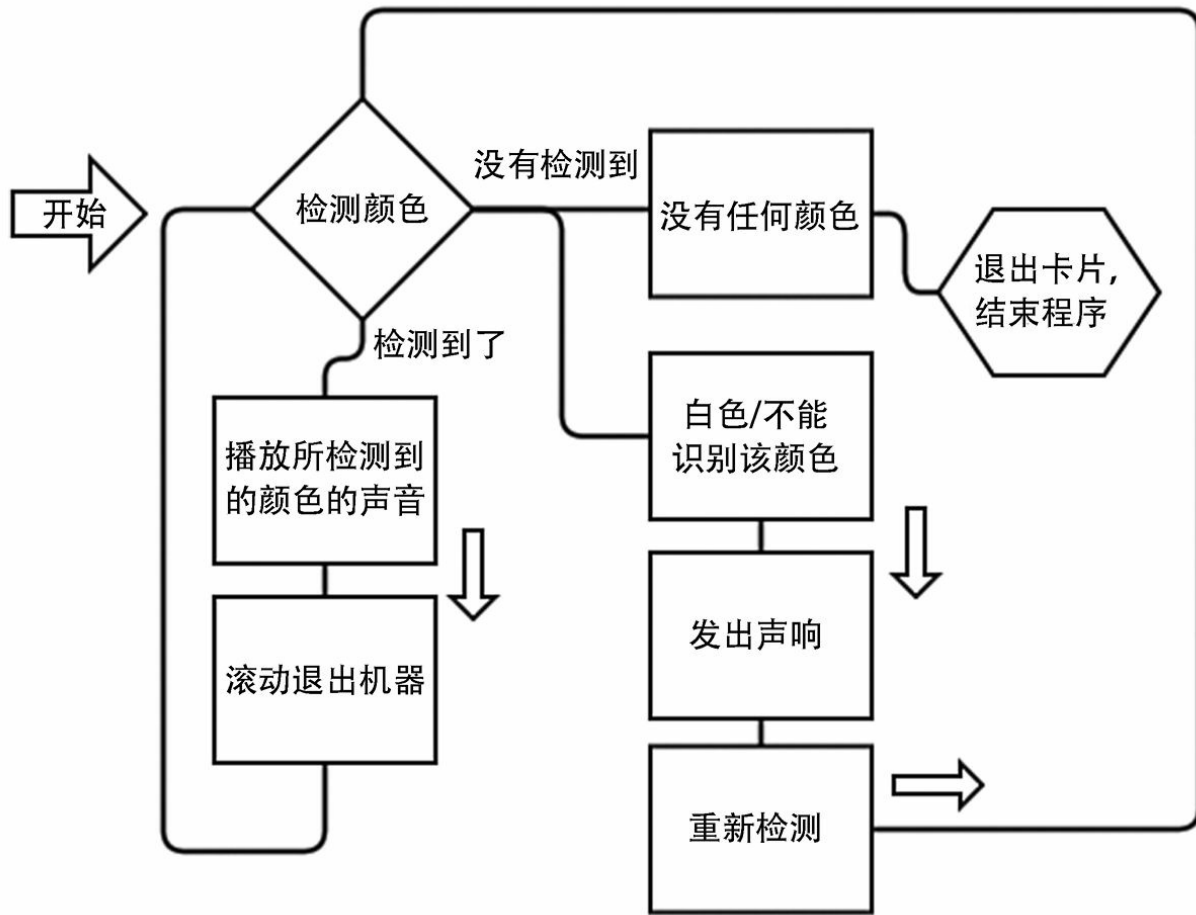 开始
检测颜色
没有检测到
没有任何颜色
退出卡片，
结束程序
检测到了
播放所检测到
的颜色的声音
滚动退出机器
白色/不能
识别该颜色
发出声响
重新检测